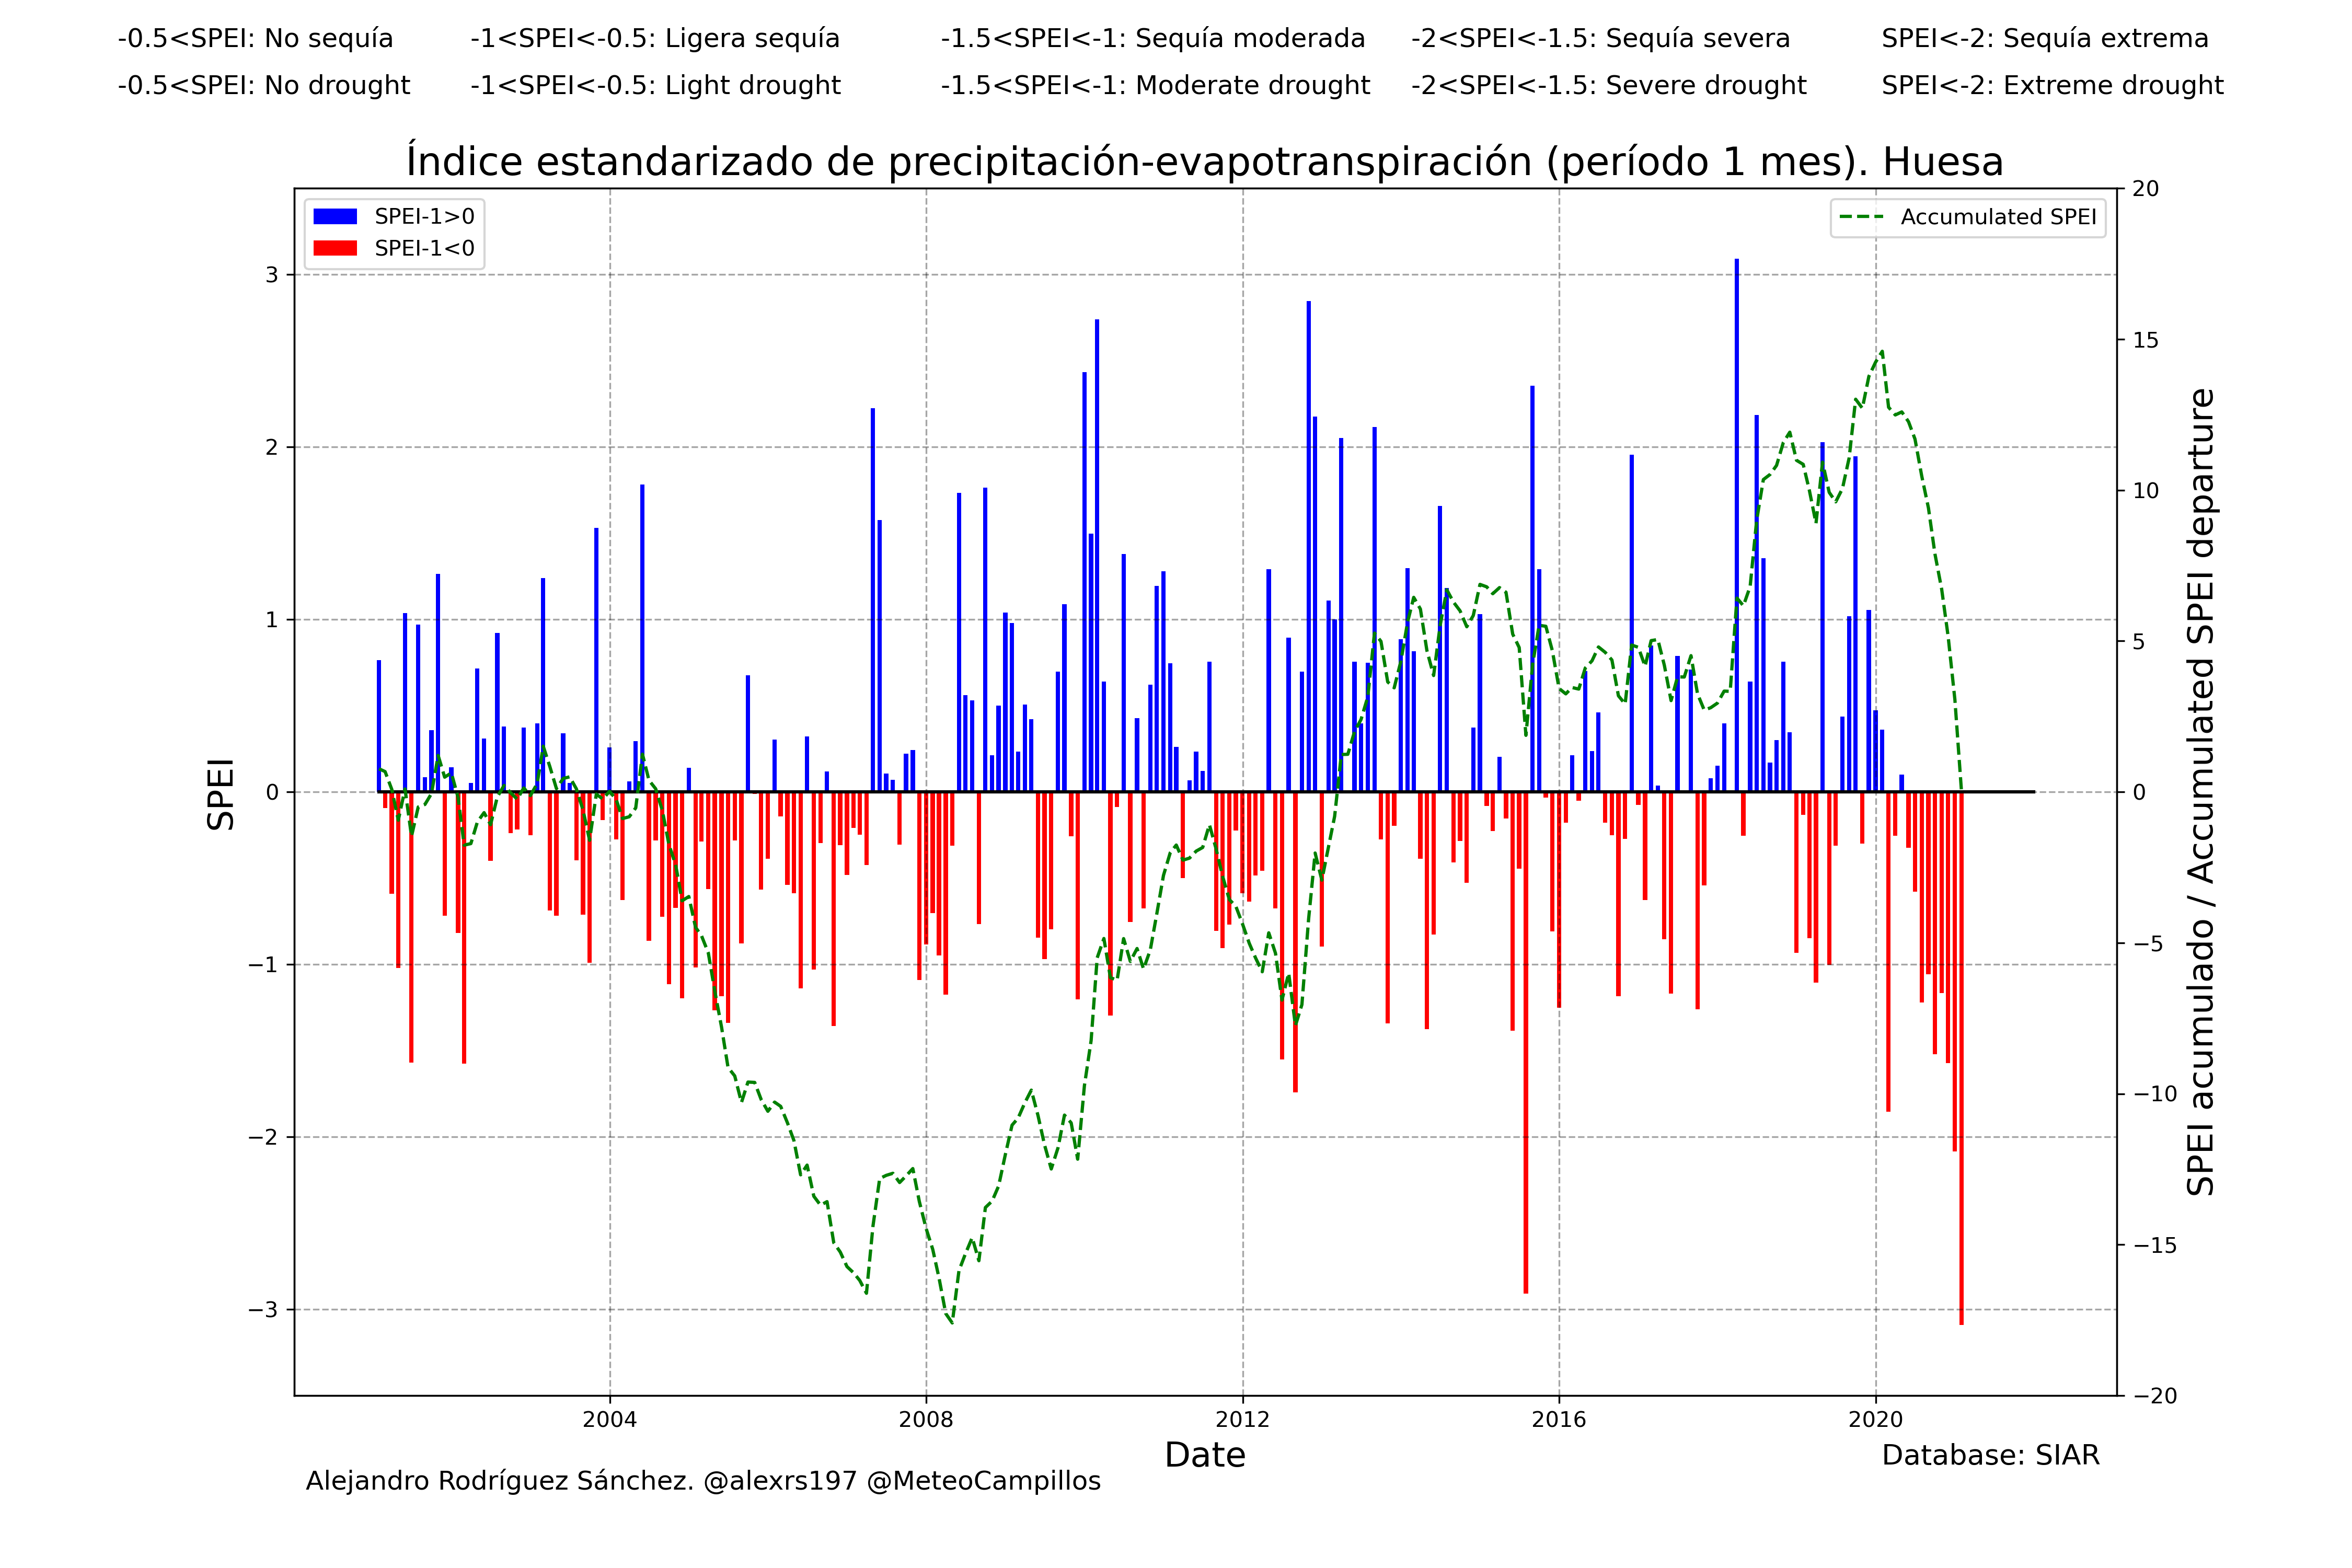 -0.5<SPEI: No sequía -1<SPEI<-0.5: Ligera sequía -1.5<SPEI<-1: Sequía moderada -2<SPEI<-1.5: Sequía severa SPEI<-2: Sequía extrema
-0.5<SPEI: No drought -1<SPEI<-0.5: Light drought -1.5<SPEI<-1: Moderate drought -2<SPEI<-1.5: Severe drought SPEI<-2: Extreme drought
Índice estandarizado de precipitación-evapotranspiración (período 1 mes). Huesa
SPEI-1>0
SPEI-1<0
Accumulated SPEI
SPEI
3
2
1
0
−1
−2
−3
20
15
10
5
0
−5
−10
−15
−20
SPEI acumulado / Accumulated SPEI departure
2004 2008 2012 2016 2020
Date
Database: SIAR
Alejandro Rodríguez Sánchez. @alexrs197 @MeteoCampillos